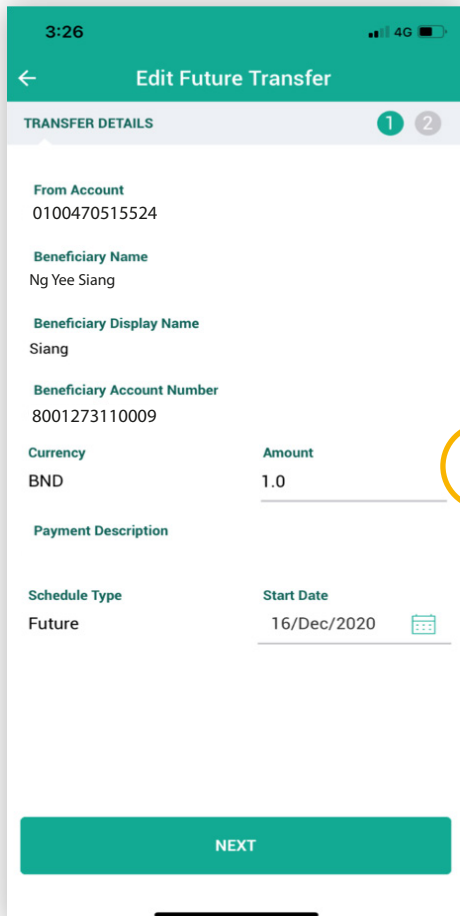 3:26 4G
Edit Future Transfer
TRANSFER DETAILS 1 2
From Account
0100470515524
Beneficiary Name
Ng Yee Siang
Beneficiary Display Name
Siang
Beneficiary Account Number
8001273110009
Currency Amount
BND 1.0
Payment Description
Schedule Type Start Date
Future 16/Dec/2020
NEXT